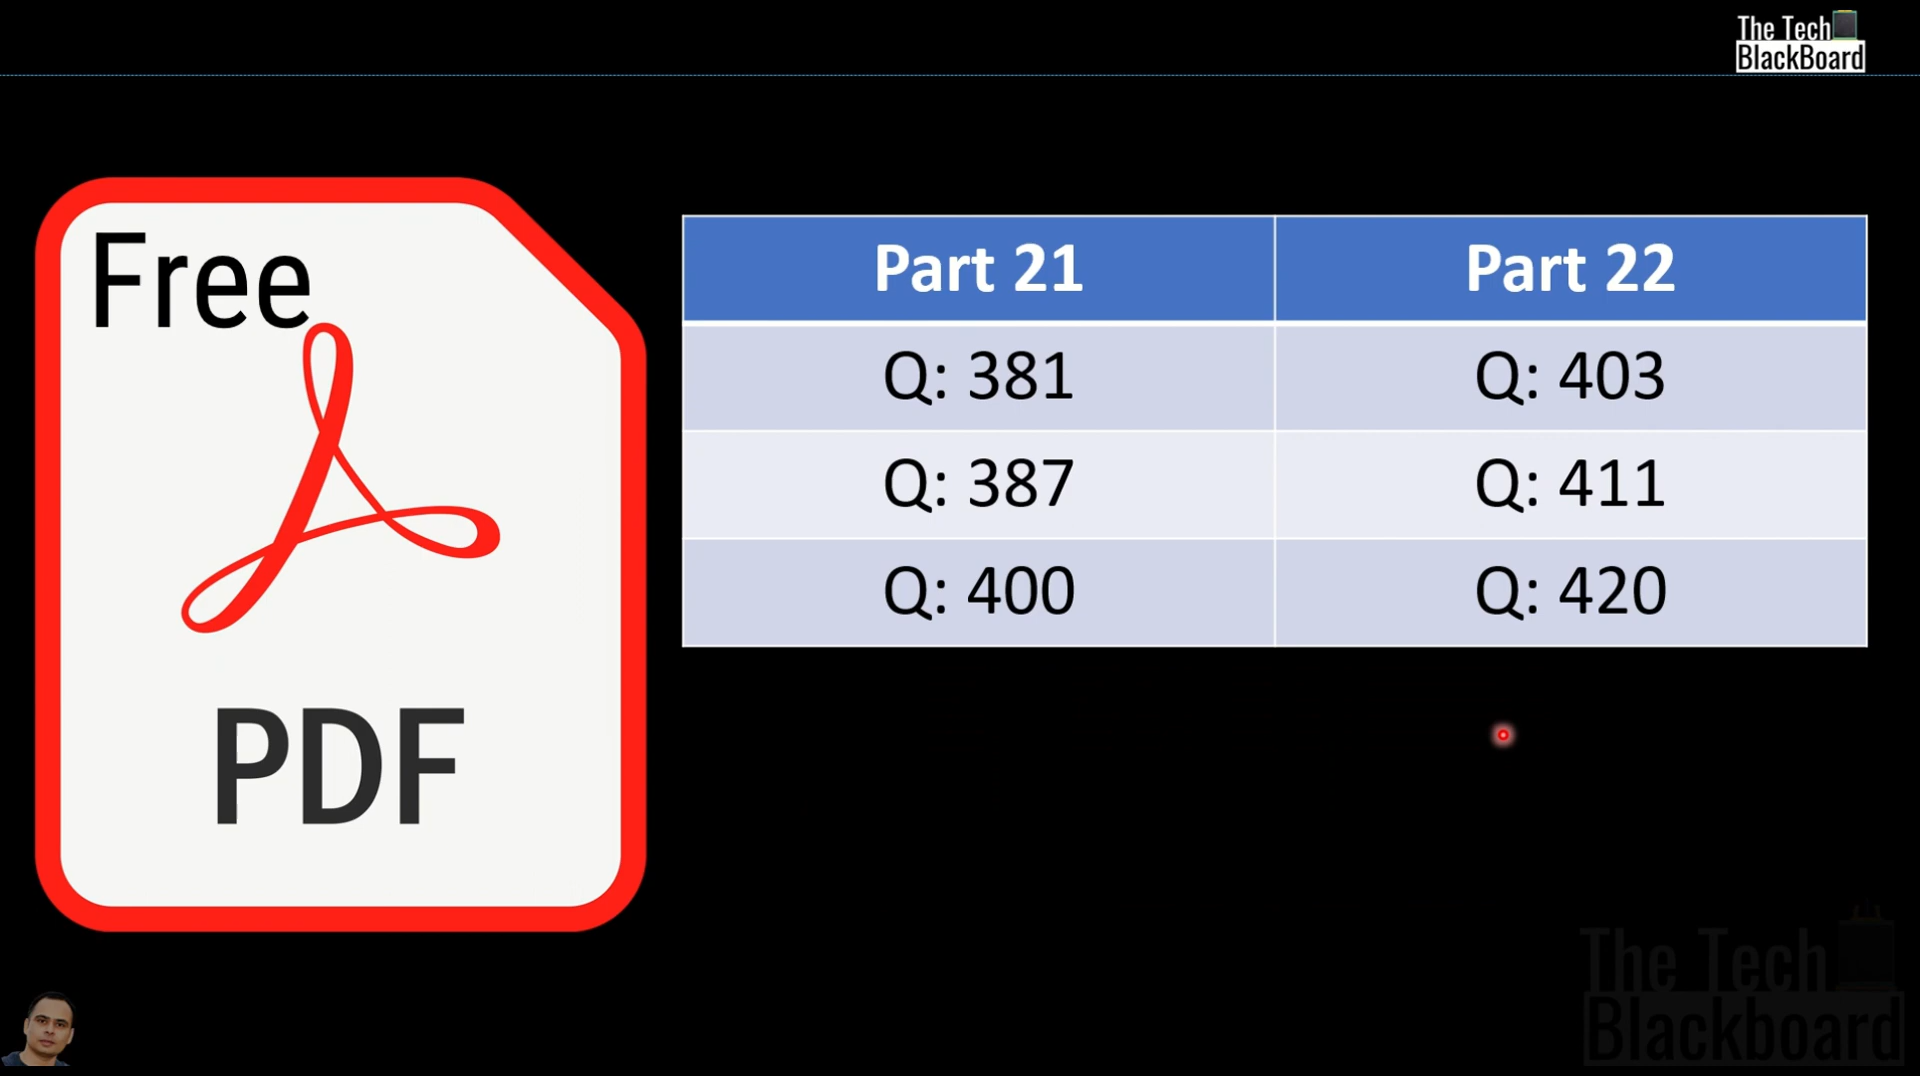 The Tech
BlackBoard
Free
PDF
Part 21 Part 22
Q: 381 Q: 403
Q: 387 Q: 411
Q: 400 Q: 420
The Tech
Blackboard